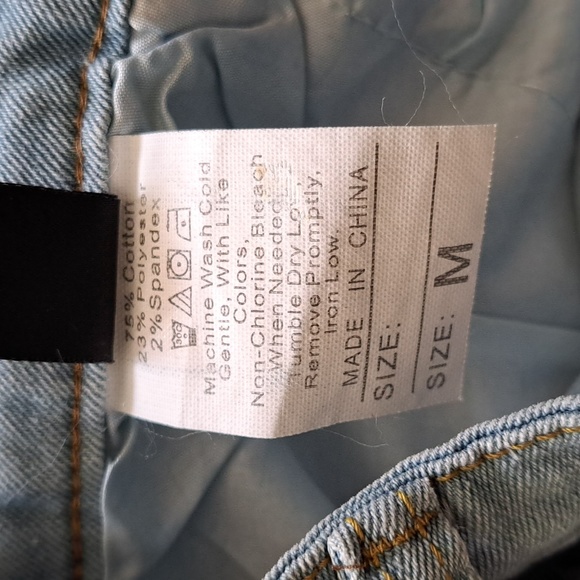 75% Cotton
23% Polyester
2% Spandex
30C
Machine Wash Cold
Gentle, With Like
Colors,
Non-Chlorine Bleach
When Needed,
Tumble Dry Low,
Remove Promptly,
Iron Low
MADE IN CHINA
SIZE:
SIZE: M